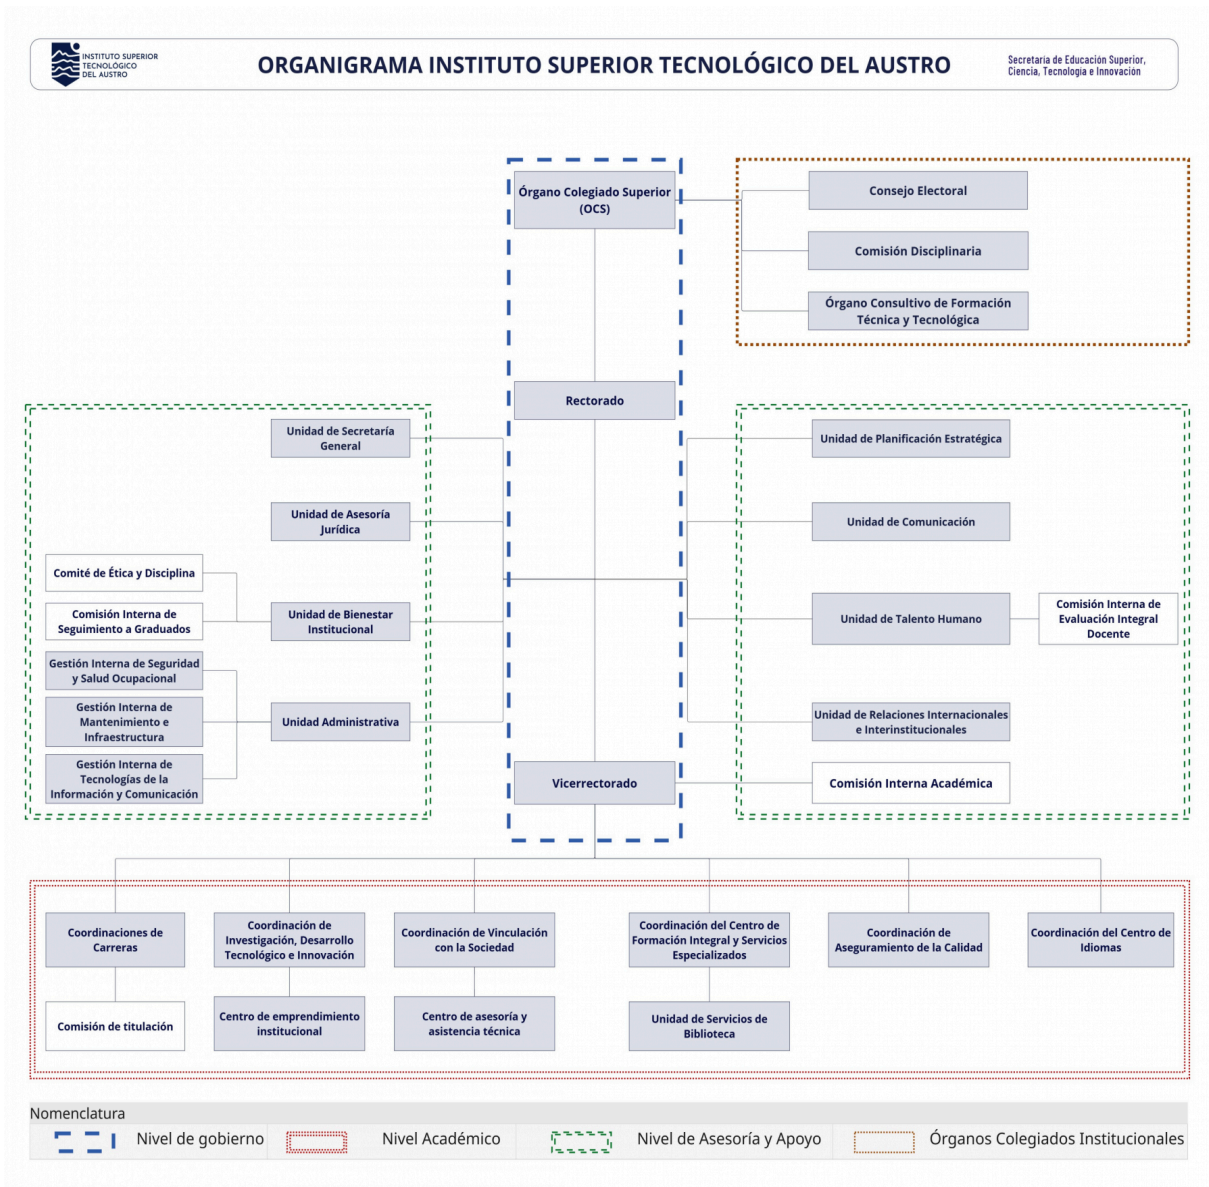 INSTITUTO SUPERIOR
TECNOLÓGICO
DEL AUSTRO
ORGANIGRAMA INSTITUTO SUPERIOR TECNOLÓGICO DEL AUSTRO
Secretaría de Educación Superior,
Ciencia, Tecnología e Innovación
Órgano Colegiado Superior
(OCS)
Consejo Electoral
Comisión Disciplinaria
Órgano Consultivo de Formación
Técnica y Tecnológica
Rectorado
Unidad de Secretaría
General
Unidad de Asesoría
Jurídica
Comité de Ética y Disciplina
Comisión Interna de
Seguimiento a Graduados
Unidad de Bienestar
Institucional
Gestión Interna de Seguridad
y Salud Ocupacional
Gestión Interna de
Mantenimiento e
Infraestructura
Gestión Interna de
Tecnologías de la
Información y Comunicación
Unidad Administrativa
Unidad de Planificación Estratégica
Unidad de Comunicación
Unidad de Talento Humano
Comisión Interna de
Evaluación Integral
Docente
Unidad de Relaciones Internacionales
e Interinstitucionales
Vicerrectorado
Comisión Interna Académica
Coordinaciones de
Carreras
Coordinación de
Investigación, Desarrollo
Tecnológico e Innovación
Coordinación de Vinculación
con la Sociedad
Coordinación del Centro de
Formación Integral y Servicios
Especializados
Coordinación de
Aseguramiento de la Calidad
Coordinación del Centro de
Idiomas
Comisión de titulación
Centro de emprendimiento
institucional
Centro de asesoría y
asistencia técnica
Unidad de Servicios de
Biblioteca
Nomenclatura
Nivel de gobierno
Nivel Académico
Nivel de Asesoría y Apoyo
Órganos Colegiados Institucionales